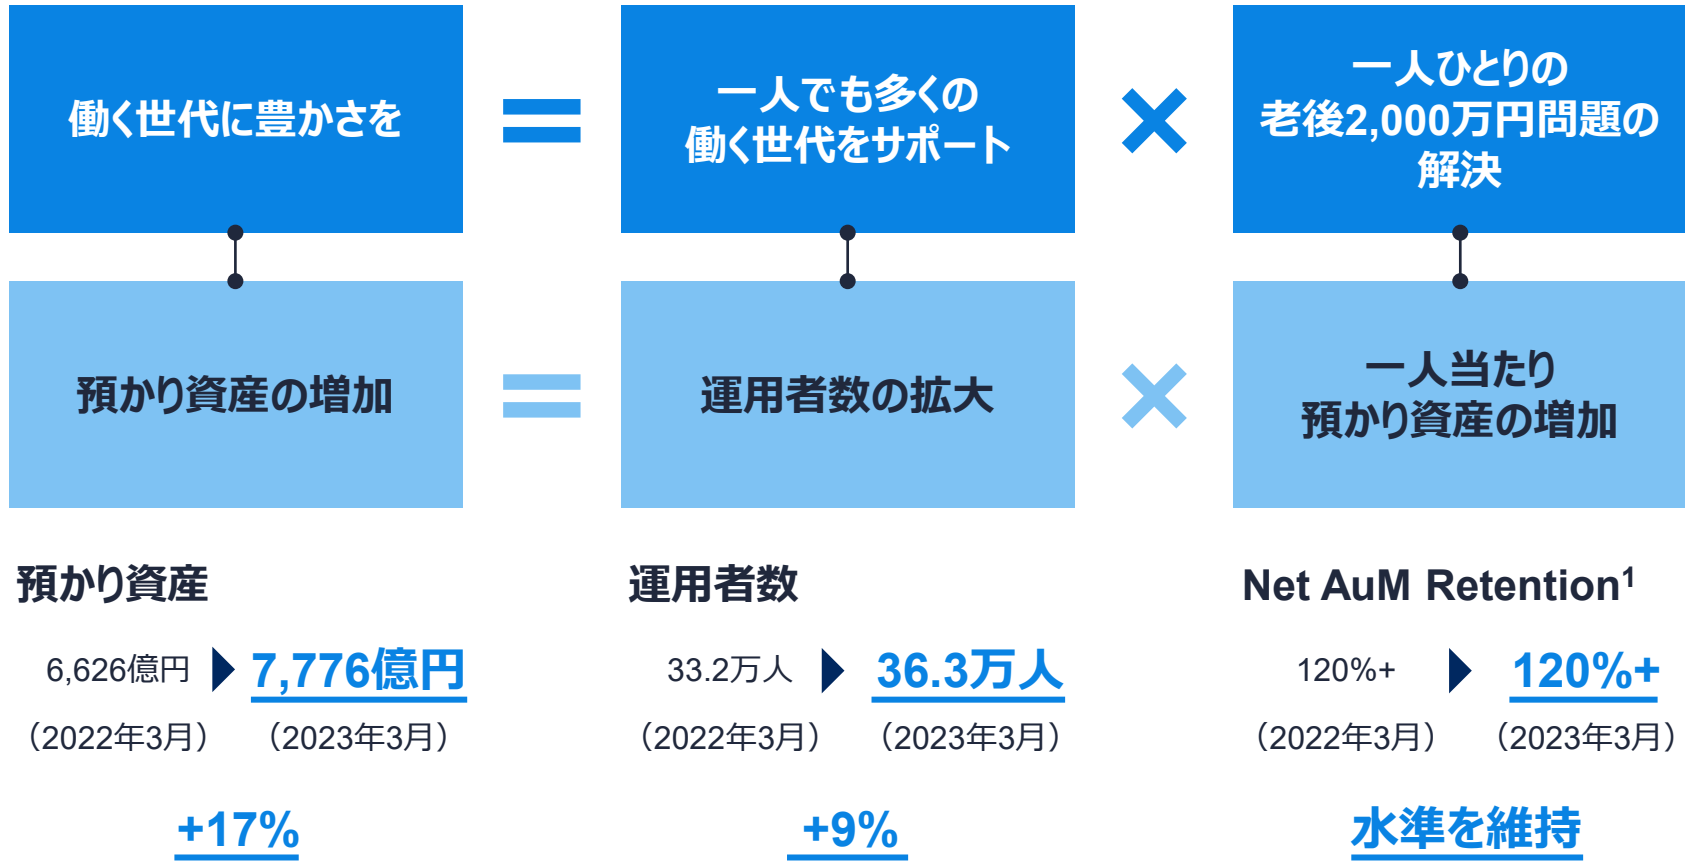 働く世代に豊かさを
=
一人でも多くの
働く世代をサポート
×
一人ひとりの
老後2,000万円問題の
解決
預かり資産の増加
=
運用者数の拡大
×
一人当たり
預かり資産の増加
預かり資産
6,626億円 7,776億円
（2022年3月） （2023年3月）
+17%
運用者数
33.2万人 36.3万人
（2022年3月） （2023年3月）
+9%
Net AuM Retention¹
120%+ 120%+
（2022年3月） （2023年3月）
水準を維持